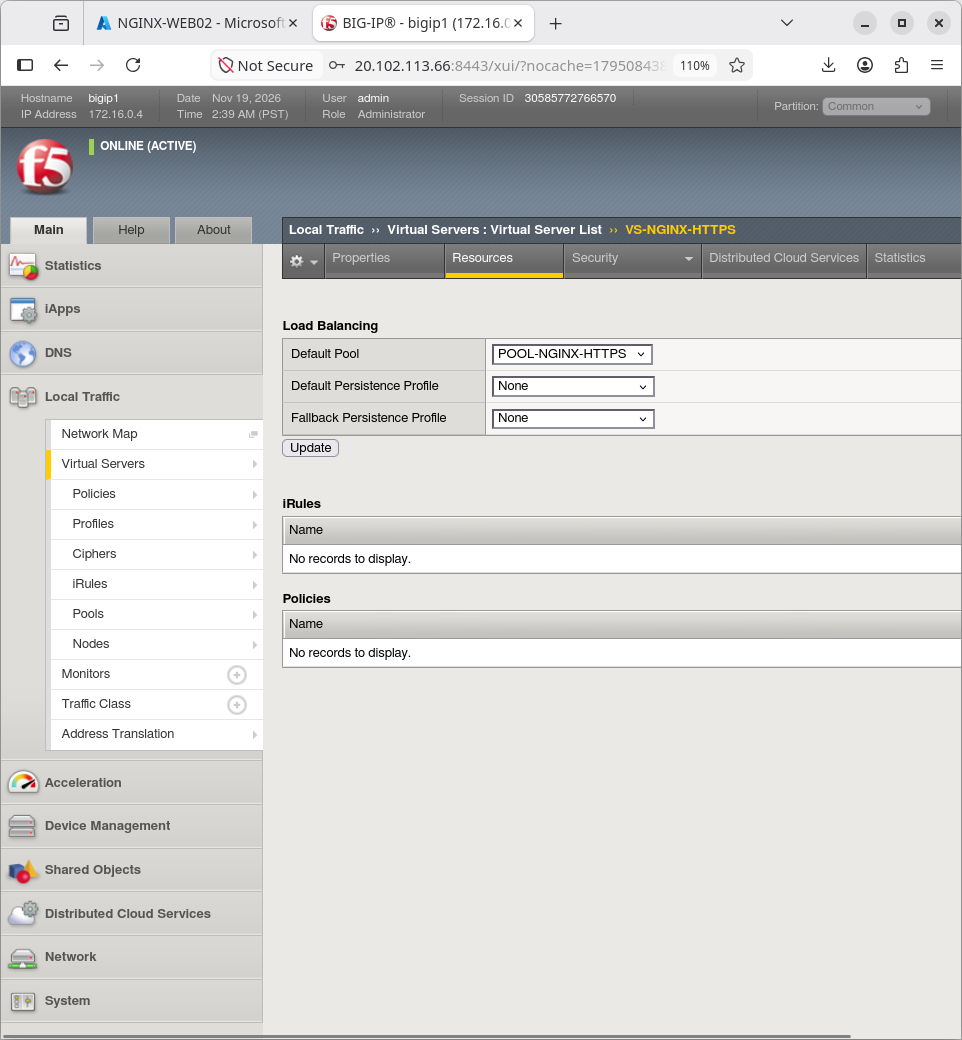 NGINX-WEB02 - Microsoft
BIG-IP® - bigip1 (172.16.0
Not Secure
20.102.113.66:8443/xui/?nocache=179508438
110%
Hostname bigip1
IP Address 172.16.0.4
Date Nov 19, 2026
Time 2:39 AM (PST)
User admin
Role Administrator
Session ID 30585772766570
Partition: Common
f5
ONLINE (ACTIVE)
Main
Help
About
Local Traffic ›› Virtual Servers : Virtual Server List ›› VS-NGINX-HTTPS
Properties
Resources
Security
Distributed Cloud Services
Statistics
Statistics
iApps
DNS
Local Traffic
Network Map
Virtual Servers
Policies
Profiles
Ciphers
iRules
Pools
Nodes
Monitors
Traffic Class
Address Translation
Acceleration
Device Management
Shared Objects
Distributed Cloud Services
Network
System
Load Balancing
Default Pool POOL-NGINX-HTTPS
Default Persistence Profile None
Fallback Persistence Profile None
Update
iRules
Name
No records to display.
Policies
Name
No records to display.